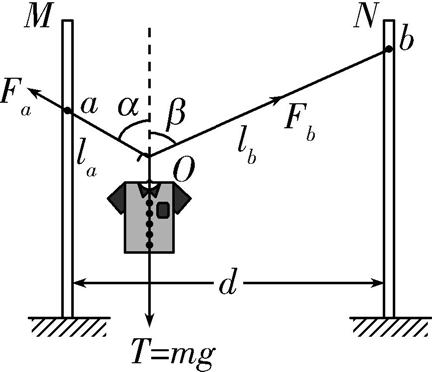 M N
b
F_a a α β
F_b
l_a O l_b
d
T=mg